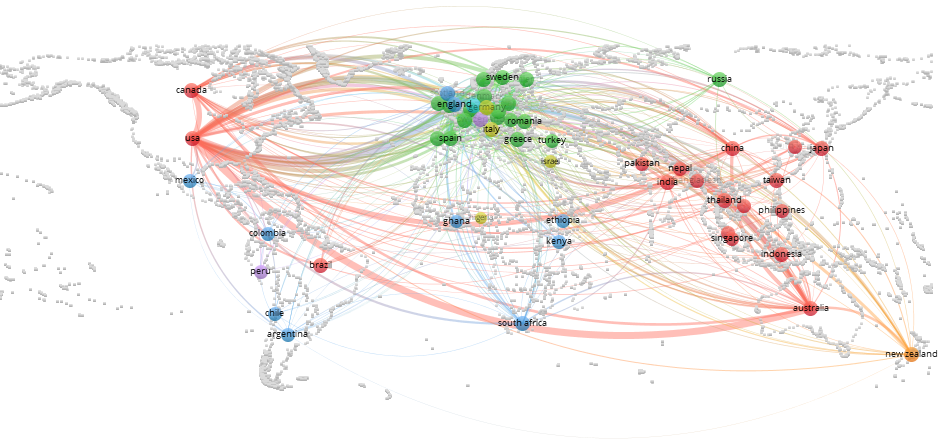 sweden
russia
canada
england
germany
romania
italy
usa
spain
greece
turkey
china
japan
israel
pakistan
nepal
mexico
india
taiwan
thailand
philippines
ghana
nigeria
ethiopia
colombia
kenya
singapore
indonesia
brazil
peru
australia
chile
south africa
argentina
new zealand